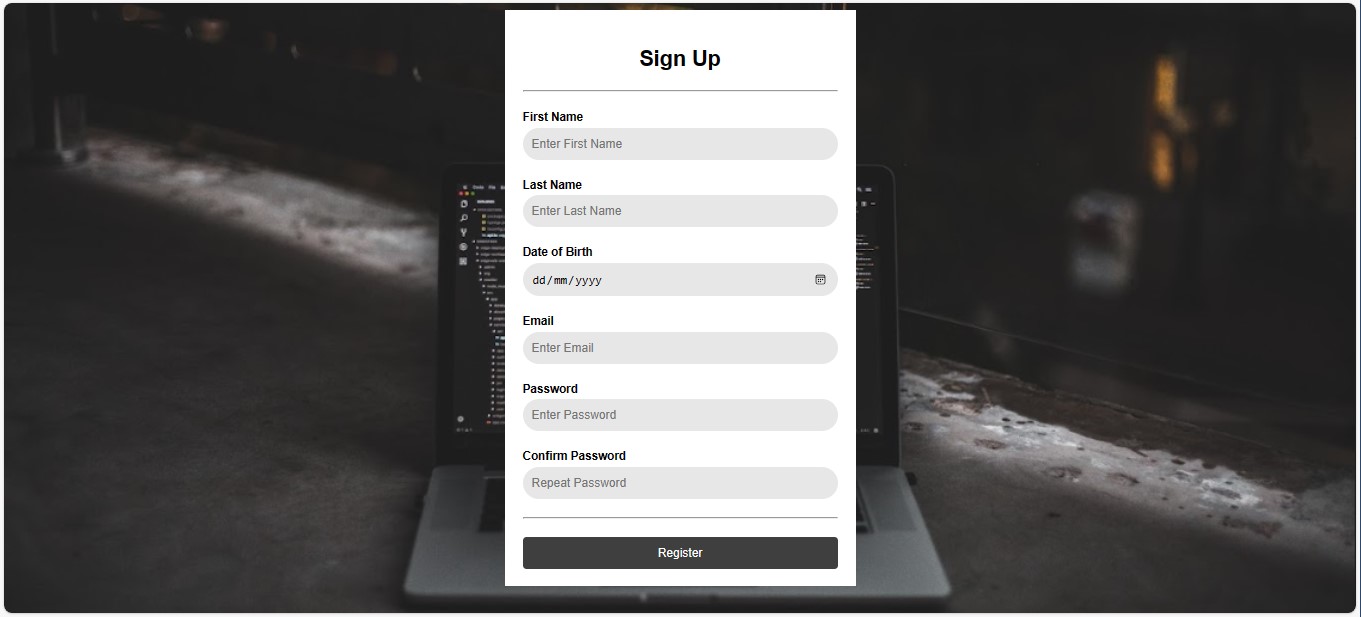 Sign Up
First Name
Enter First Name
Last Name
Enter Last Name
Date of Birth
dd/mm/yyyy
Email
Enter Email
Password
Enter Password
Confirm Password
Repeat Password
Register